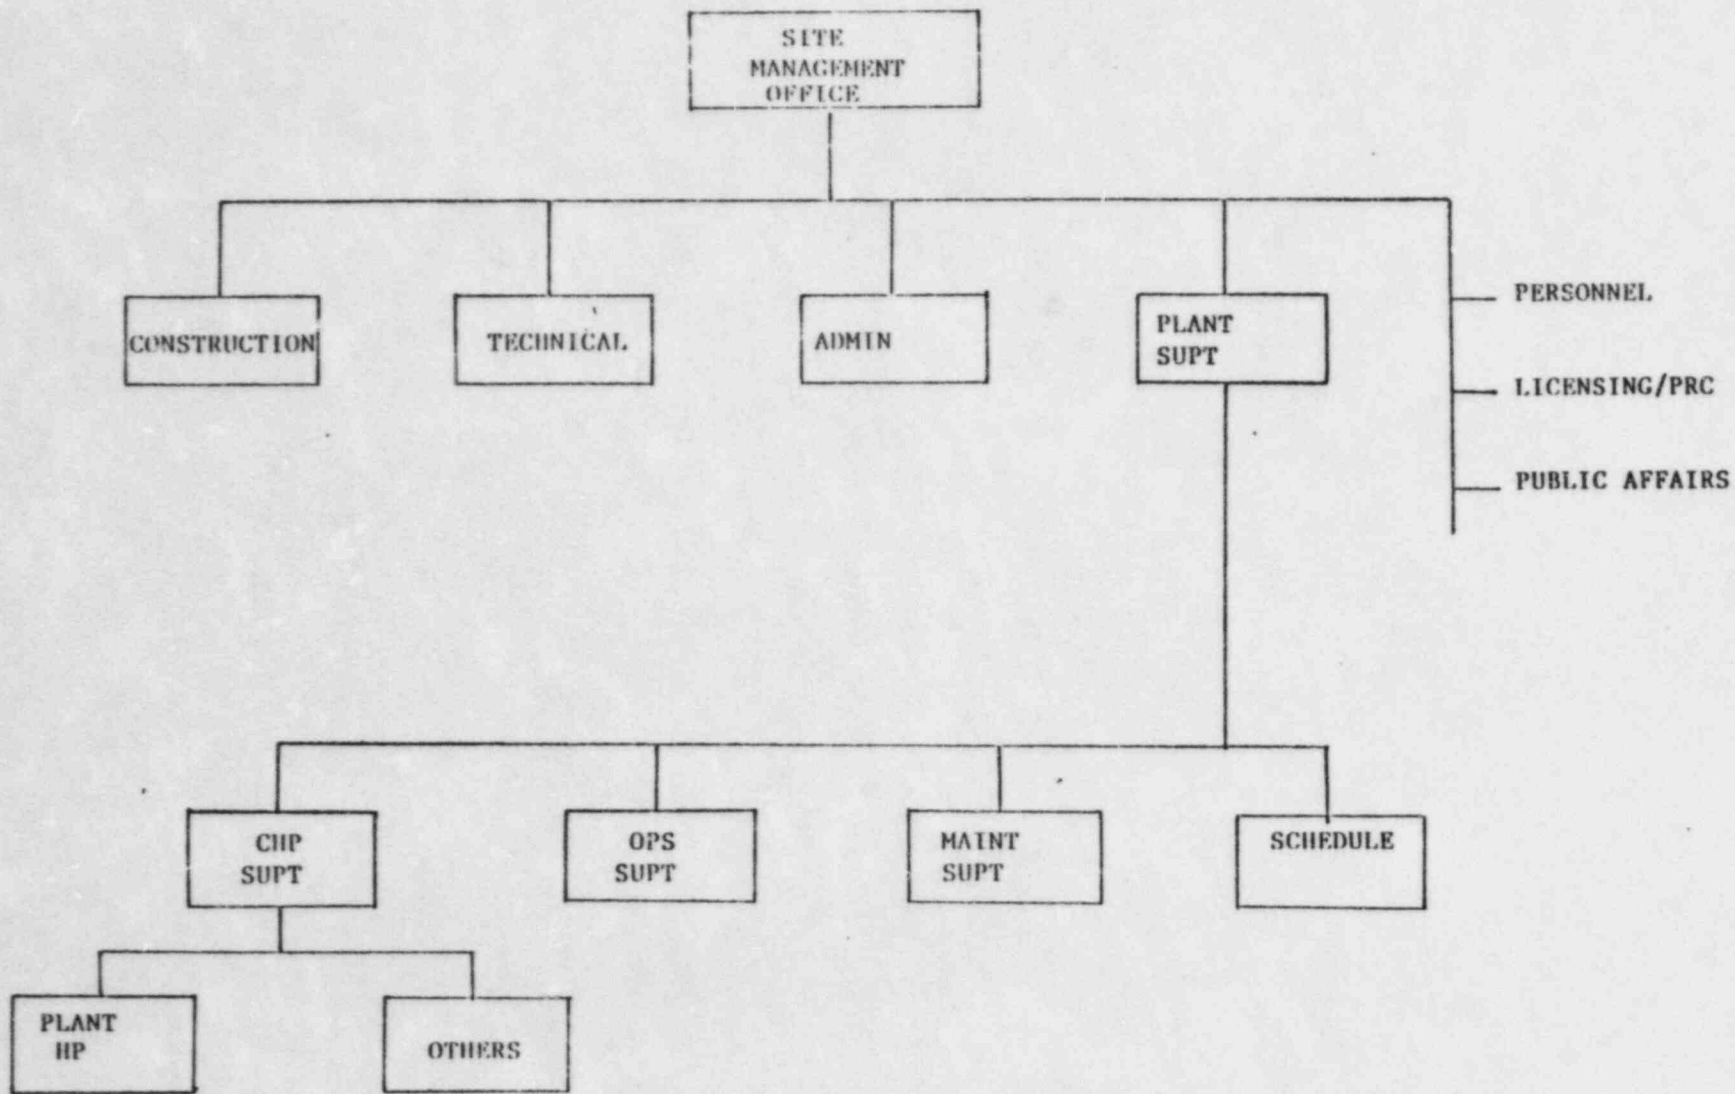 SITE
MANAGEMENT
OFFICE
CONSTRUCTION
TECHNICAL
ADMIN
PLANT
SUPT
PERSONNEL
LICENSING/PRC
PUBLIC AFFAIRS
CHP
SUPT
OPS
SUPT
MAINT
SUPT
SCHEDULE
PLANT
HP
OTHERS